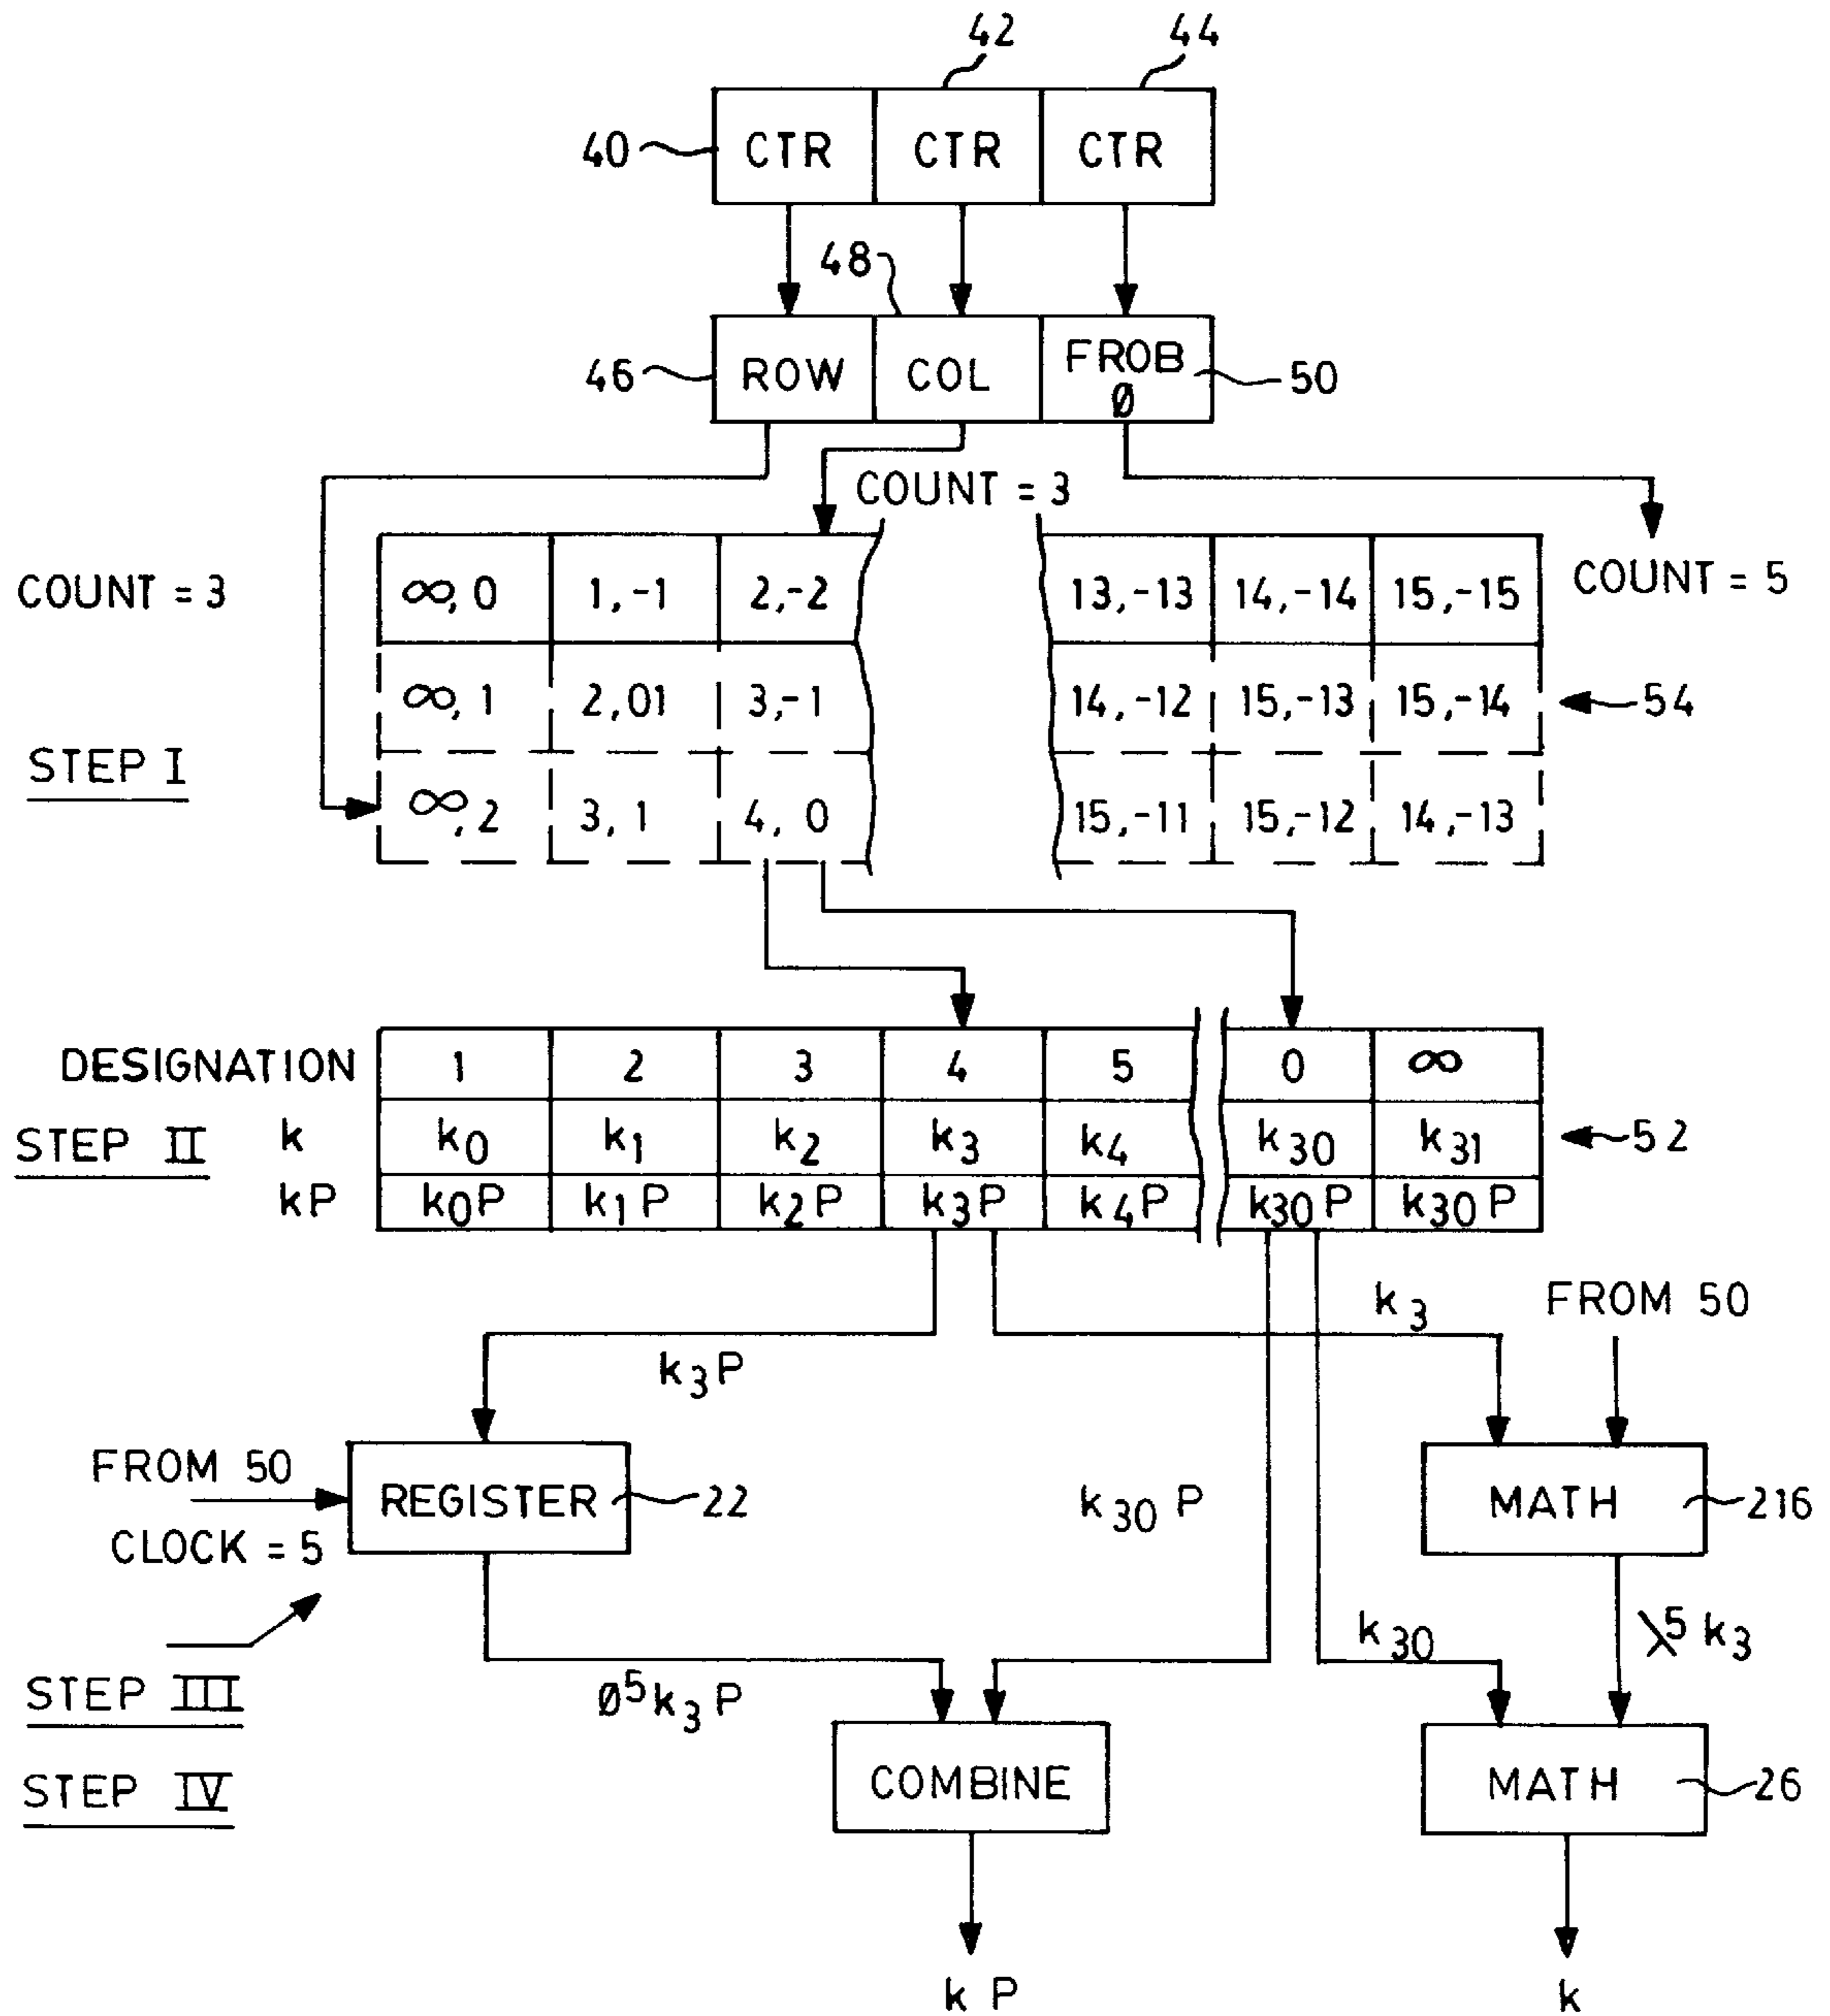 42 44
40 CTR CTR CTR
48
46 ROW COL FROB Ø 50
COUNT = 3
COUNT = 3
∞, 0 1,-1 2,-2 13,-13 14,-14 15,-15
COUNT = 5
∞, 1 2,01 3,-1 14,-12 15,-13 15,-14
54
STEP I
∞, 2 3, 1 4, 0 15,-11 15,-12 14,-13
DESIGNATION 1 2 3 4 5 0 ∞
STEP II k k0 k1 k2 k3 k4 k30 k31 52
kP k0P k1P k2P k3P k4P k30P k30P
k3 FROM 50
k3P
FROM 50
REGISTER 22 k30 P MATH 216
CLOCK = 5
k30 λ5 k3
STEP III
Ø5k3P
STEP IV COMBINE MATH 26
k P k